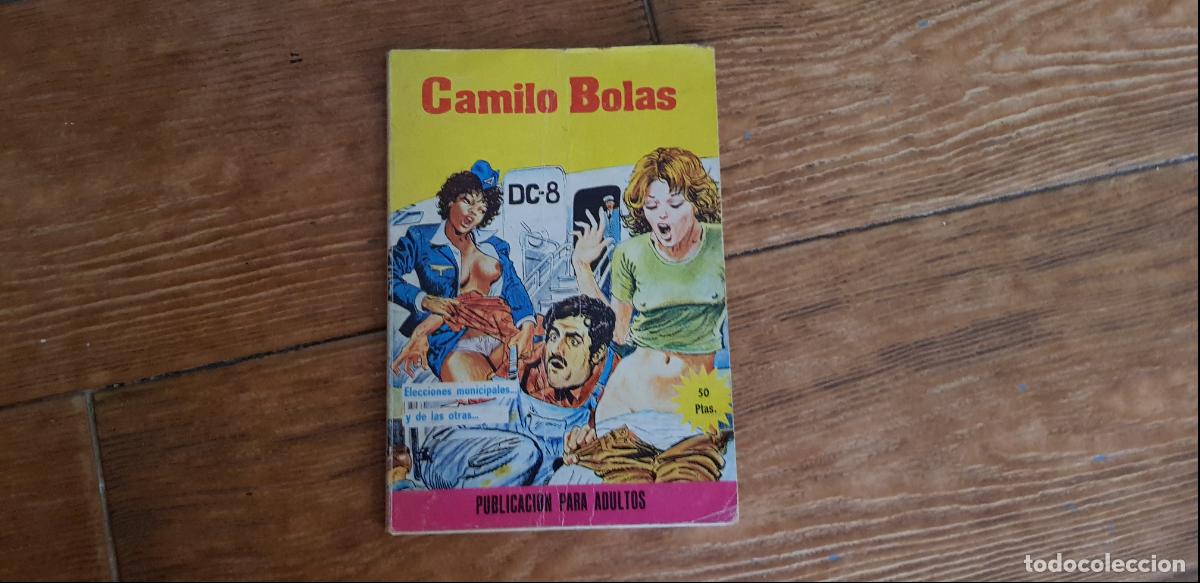 Camilo Bolas
DC-8
Elecciones municipales...
y de las otras...
50
Ptas.
PUBLICACION PARA ADULTOS
todocoleccion